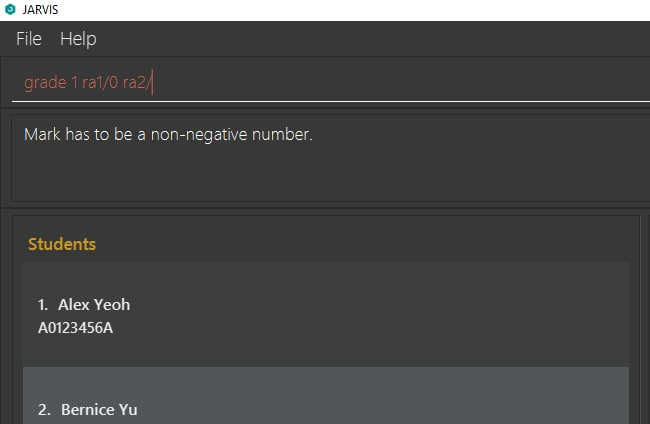 JARVIS
File Help
grade 1 ra1/0 ra2/
Mark has to be a non-negative number.
Students
1. Alex Yeoh
A0123456A
2. Bernice Yu